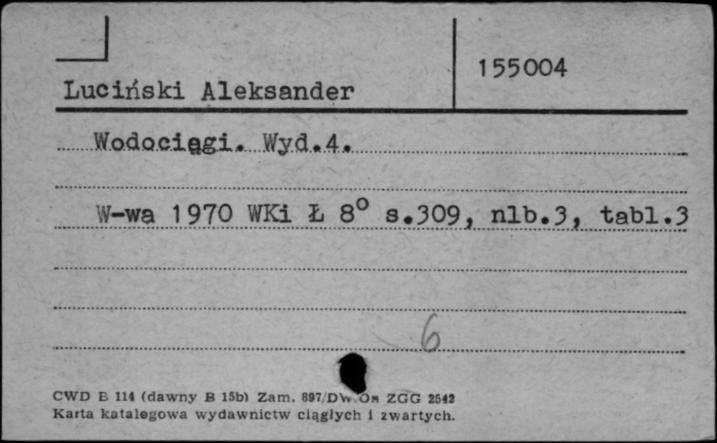 155004
Luciński Aleksander
Wodociągi. Wyd.4.
W-wa 1970 WKi Ł 8° s.309, nlb.3, tabl.3
6
CWD B 114 (dawny B 15b) Zam. 897/DW. ZGG 2542
Karta katalogowa wydawnictw ciągłych i zwartych.